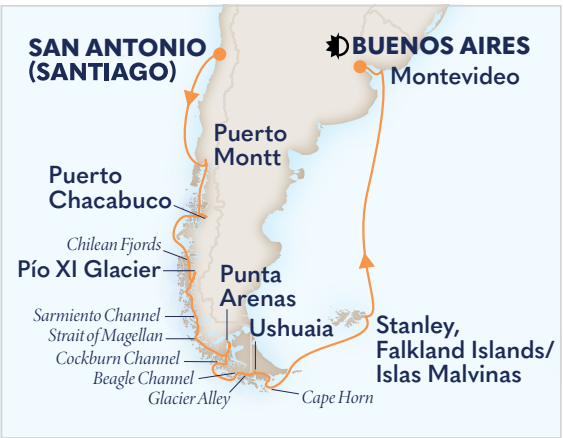 SAN ANTONIO
(SANTIAGO)
BUENOS AIRES
Montevideo
Puerto
Montt
Puerto
Chacabuco
Chilean Fjords
Pío XI Glacier
Punta
Arenas
Sarmiento Channel
Strait of Magellan
Ushuaia
Stanley,
Falkland Islands/
Islas Malvinas
Cockburn Channel
Beagle Channel
Glacier Alley
Cape Horn